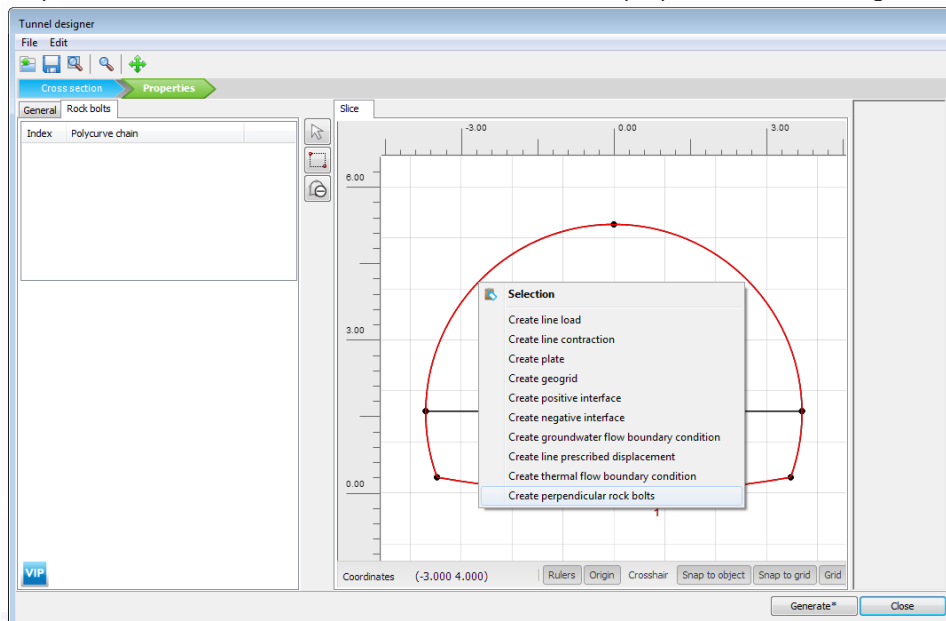 Tunnel designer
File Edit
Cross section Properties
General Rock bolts
Index Polycurve chain
Slice
-3.00 0.00 3.00
6.00
3.00
0.00
Selection
Create line load
Create line contraction
Create plate
Create geogrid
Create positive interface
Create negative interface
Create groundwater flow boundary condition
Create line prescribed displacement
Create thermal flow boundary condition
Create perpendicular rock bolts
1
VIP
Coordinates (-3.000 4.000) Rulers Origin Crosshair Snap to object Snap to grid Grid
Generate* Close